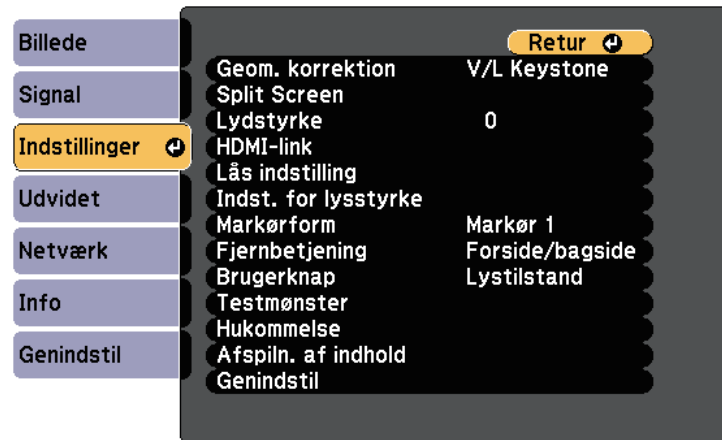 Billede
Signal
Indstillinger
Udvidet
Netværk
Info
Genindstil
Retur
Geom. korrektion V/L Keystone
Split Screen
Lydstyrke 0
HDMI-link
Lås indstilling
Indst. for lysstyrke
Markørform Markør 1
Fjernbetjening Forside/bagside
Brugerknap Lystilstand
Testmønster
Hukommelse
Afspiln. af indhold
Genindstil